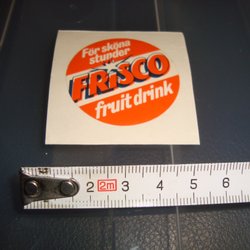 För sköna
stunder
FRISCO
fruit drink
2 2m 3 4 5 6